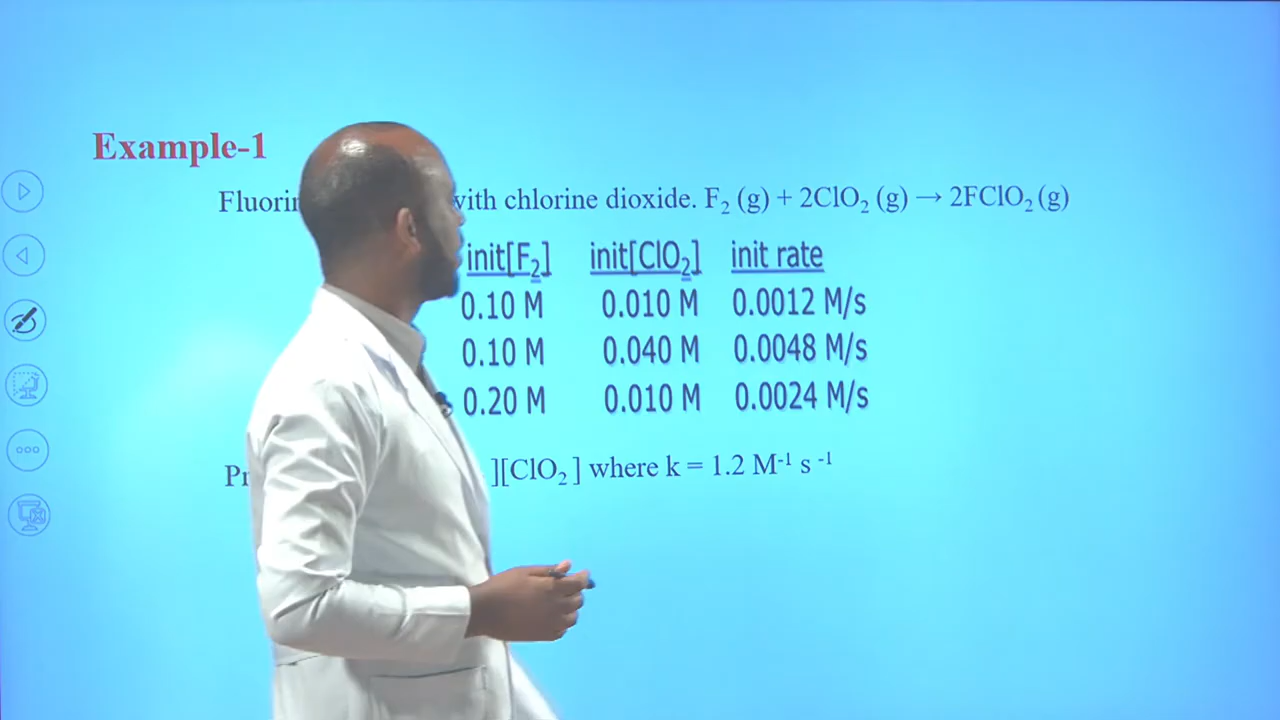 Example-1
with chlorine dioxide. F₂ (g) + 2ClO₂ (g) → 2FClO₂ (g)
init[F₂] init[ClO₂] init rate
0.10 M 0.010 M 0.0012 M/s
0.10 M 0.040 M 0.0048 M/s
0.20 M 0.010 M 0.0024 M/s
][ClO₂] where k = 1.2 M⁻¹ s ⁻¹